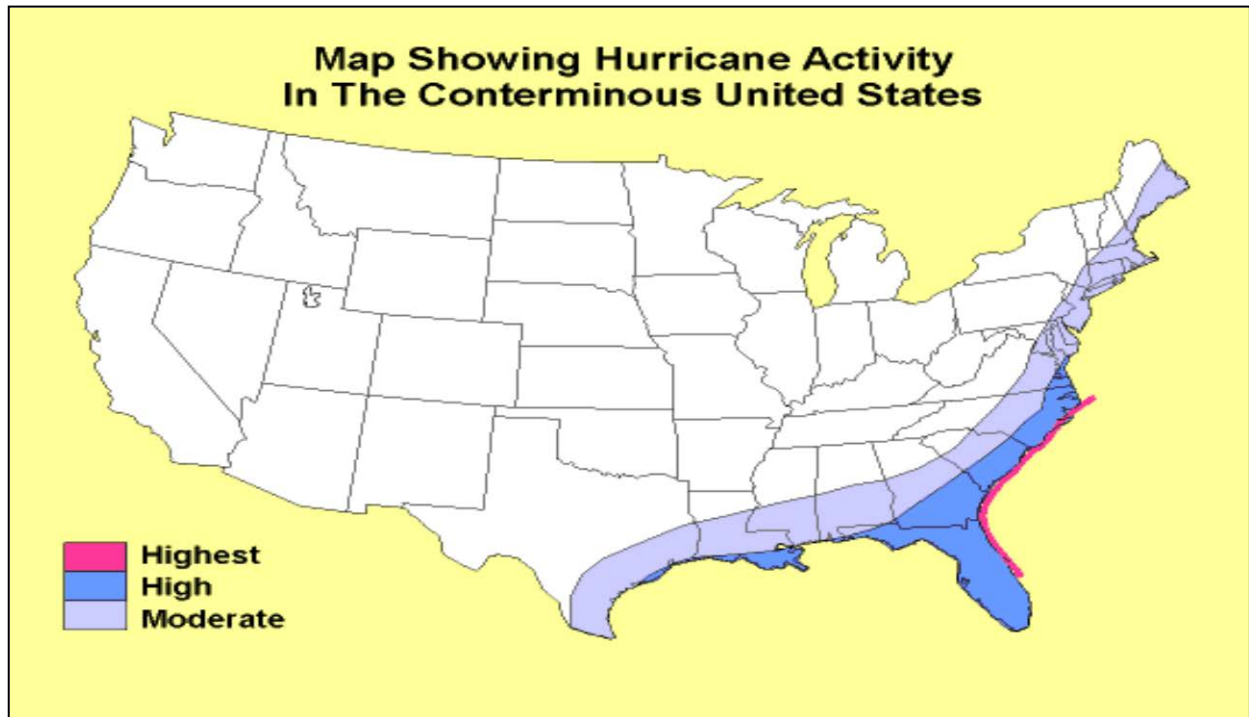 Map Showing Hurricane Activity
In The Conterminous United States
Highest
High
Moderate